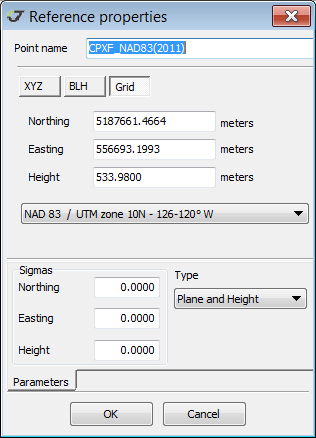 Reference properties
Point name CPXF_NAD83(2011)
XYZ BLH Grid
Northing 5187661.4664 meters
Easting 556693.1993 meters
Height 533.9800 meters
NAD 83 / UTM zone 10N - 126-120° W
Sigmas Type
Northing 0.0000 Plane and Height
Easting 0.0000
Height 0.0000
Parameters
OK Cancel